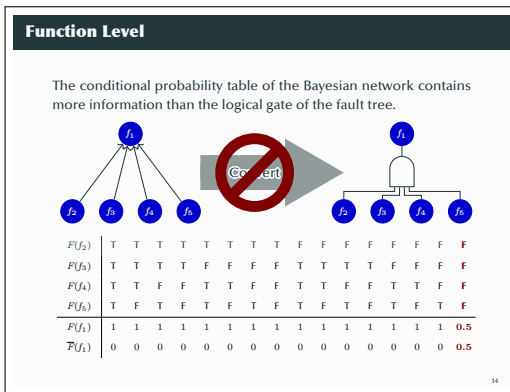 Function Level
The conditional probability table of the Bayesian network contains
more information than the logical gate of the fault tree.
f1 f1
Convert
f2 f3 f4 f5 f2 f3 f4 f5
F(f2) T T T T T T T T F F F F F F F F
F(f3) T T T T F F F F T T T T F F F F
F(f4) T T F F T T F F T T F F T T F F
F(f5) T F T F T F T F T F T F T F T F
F(f1) 1 1 1 1 1 1 1 1 1 1 1 1 1 1 1 0.5
F̅(f1) 0 0 0 0 0 0 0 0 0 0 0 0 0 0 0 0.5
14